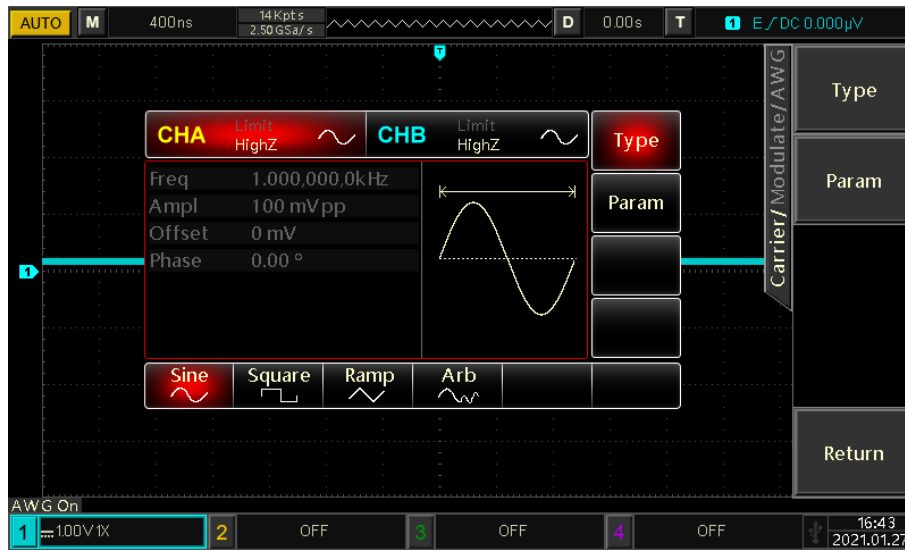 AUTO M 400ns 14Kpts D 0.00s T 1 E DC 0.000μV
2.50GSa/s
T
Carrier/Modulate/AWG
Type
Param
Return
CHA Limit CHB Limit Type
HighZ HighZ
Freq 1.000,000,0kHz
Ampl 100 mVpp Param
Offset 0 mV
Phase 0.00 °
1
Sine Square Ramp Arb
AWG On
1 1.00V 1X 2 OFF 3 OFF 4 OFF 16:43
2021.01.27